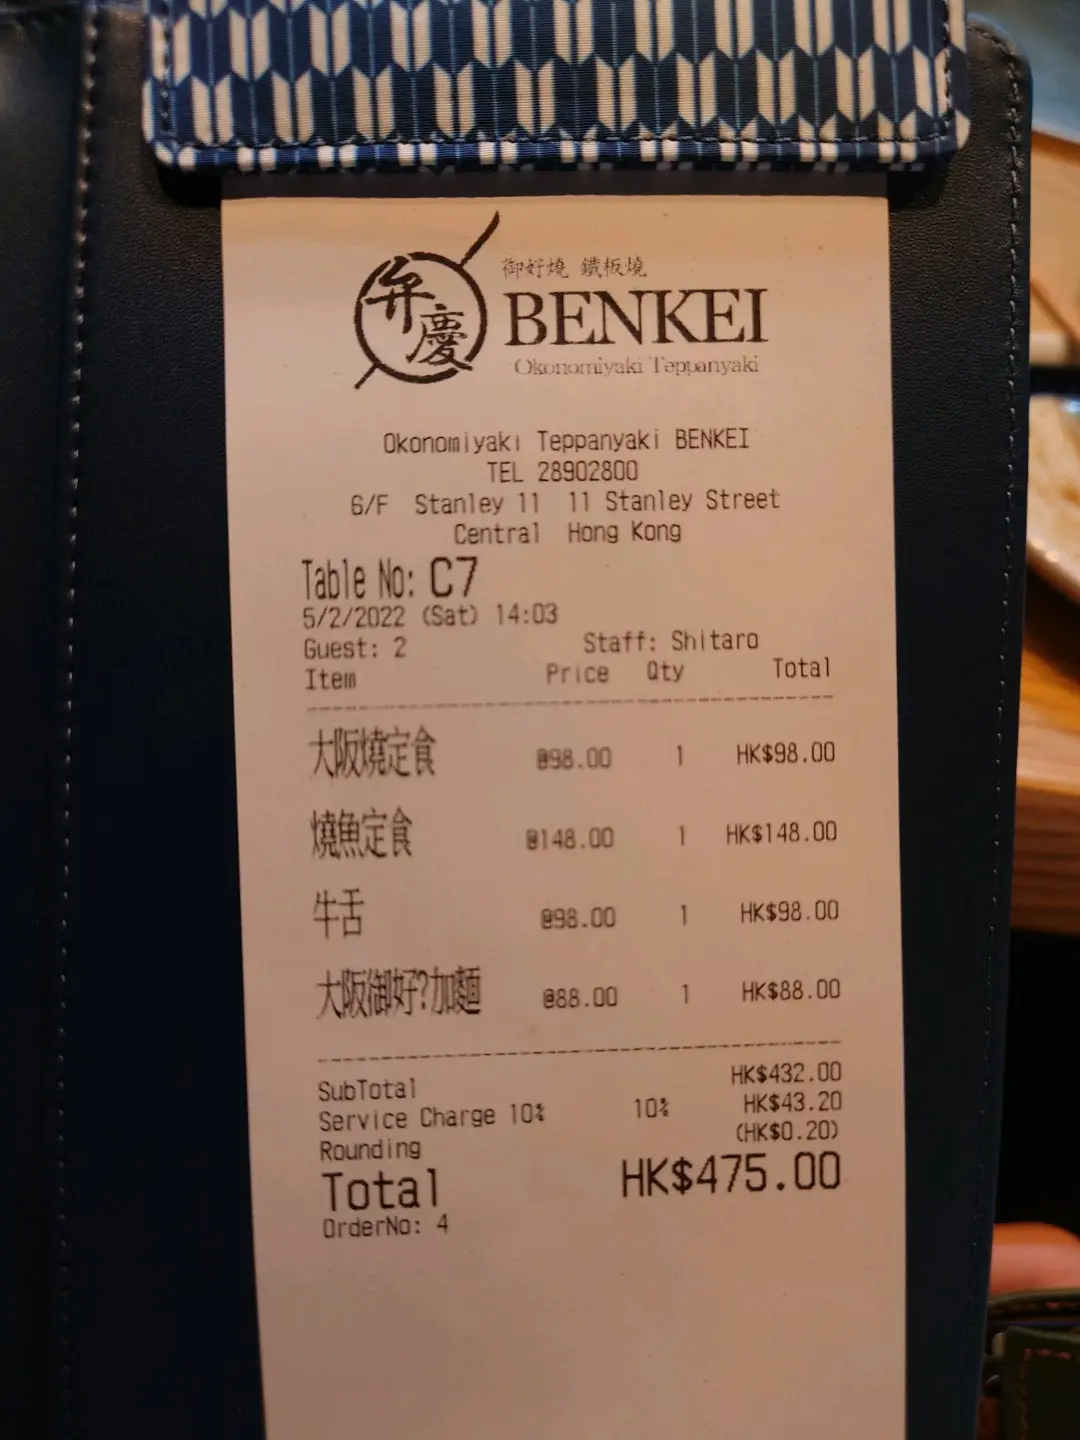 弁慶
御好燒 鐵板燒
BENKEI
Okonomiyaki Teppanyaki
Okonomiyaki Teppanyaki BENKEI
TEL 28902800
6/F Stanley 11 11 Stanley Street
Central Hong Kong
Table No: C7
5/2/2022 (Sat) 14:03
Guest: 2 Staff: Shitaro
Item Price Qty Total
大阪燒定食 @98.00 1 HK$98.00
燒魚定食 @148.00 1 HK$148.00
牛舌 @98.00 1 HK$98.00
大阪御好?加麵 @88.00 1 HK$88.00
SubTotal HK$432.00
Service Charge 10% 10% HK$43.20
Rounding (HK$0.20)
Total HK$475.00
OrderNo: 4